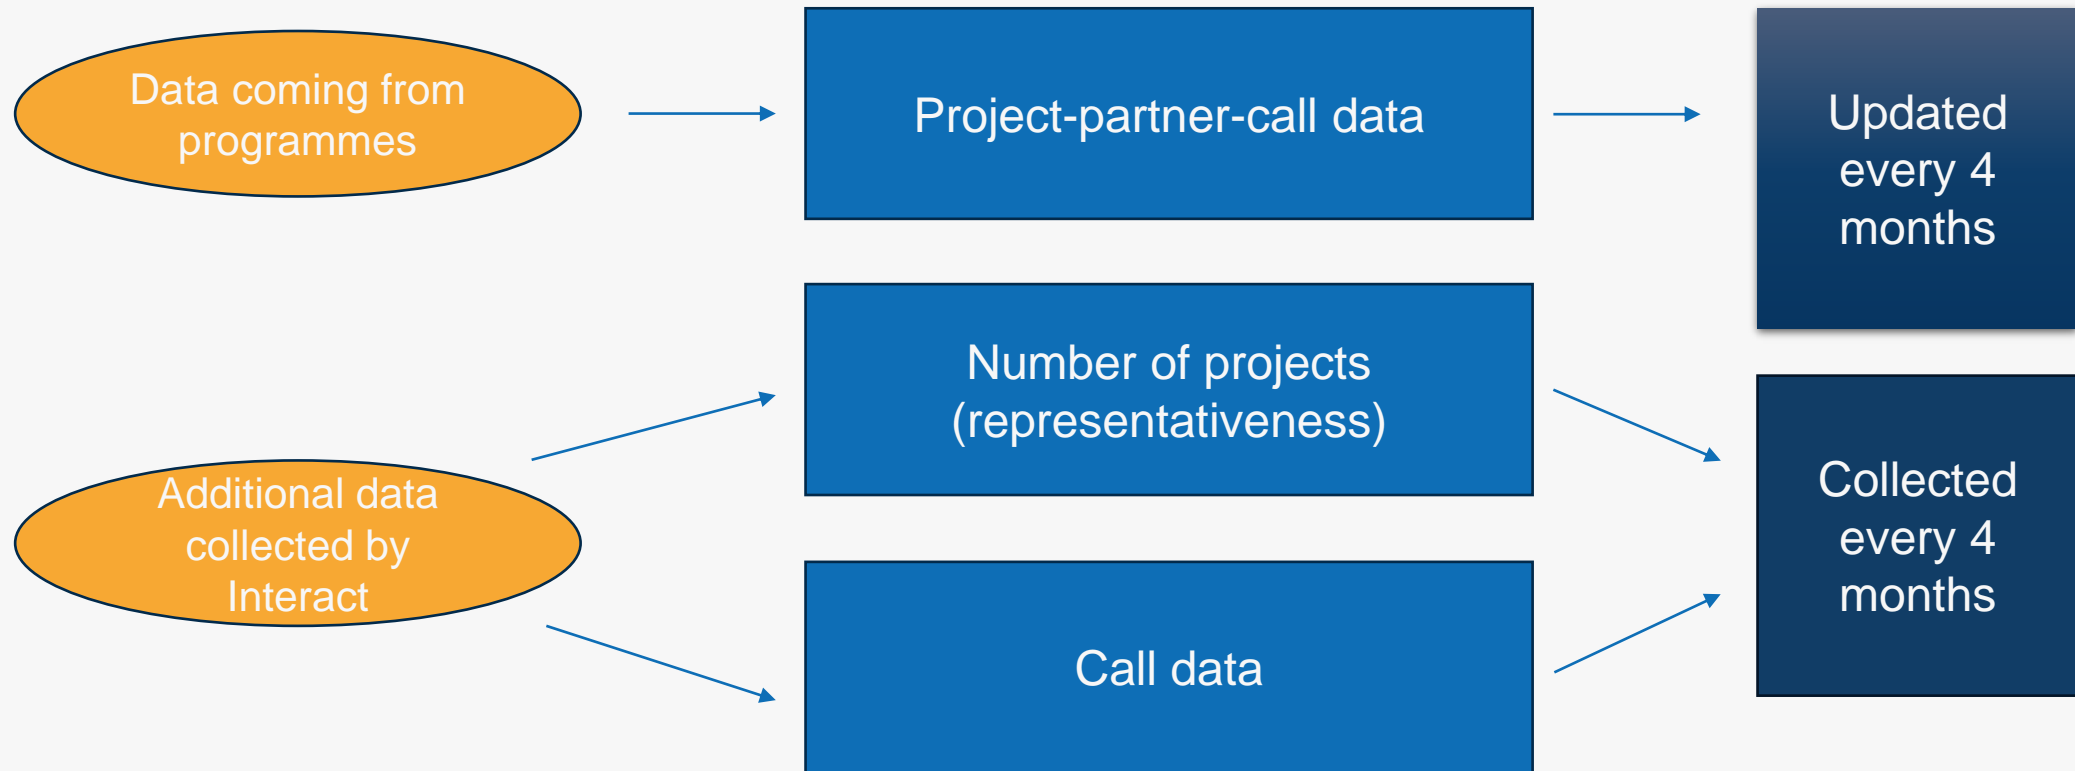 Data coming from
programmes
Project-partner-call data
Updated
every 4
months
Additional data
collected by
Interact
Number of projects
(representativeness)
Call data
Collected
every 4
months